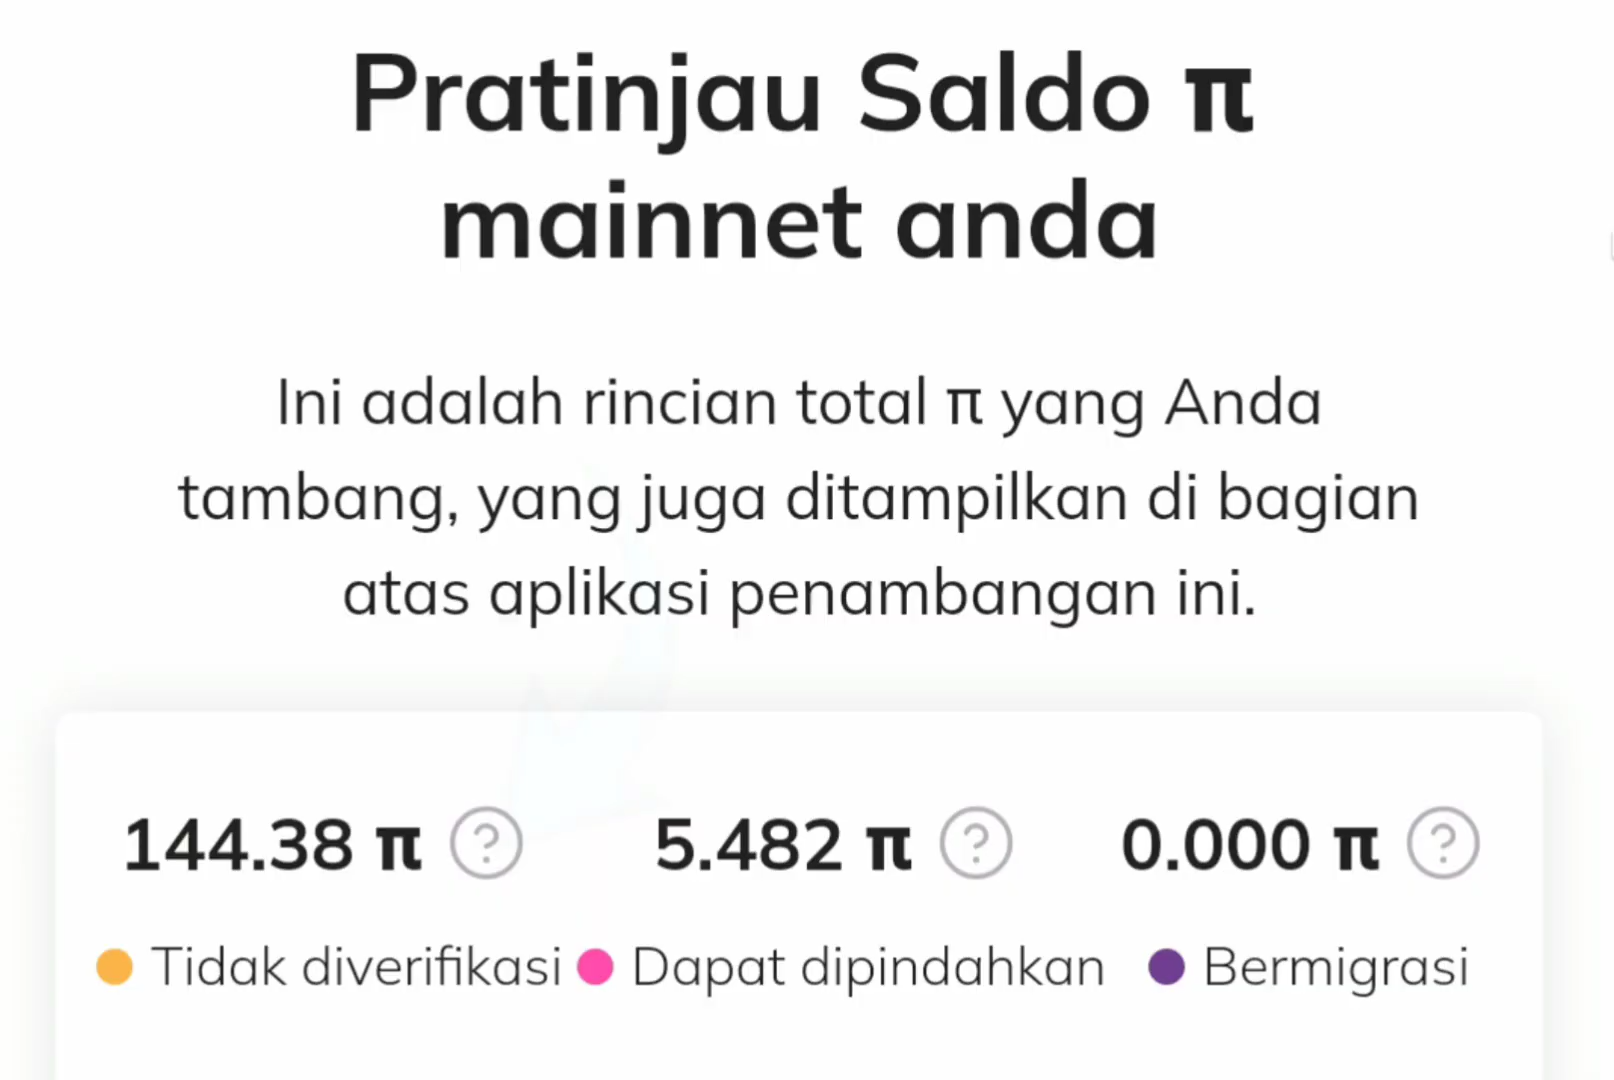 Pratinjau Saldo π
mainnet anda
Ini adalah rincian total π yang Anda
tambang, yang juga ditampilkan di bagian
atas aplikasi penambangan ini.
144.38 π ? 5.482 π ? 0.000 π ?
Tidak diverifikasi Dapat dipindahkan Bermigrasi